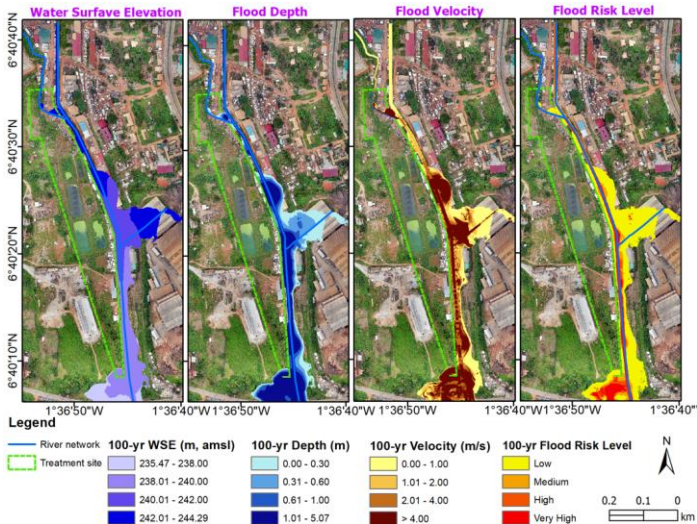 Water Surfave Elevation
Flood Depth
Flood Velocity
Flood Risk Level
6°40'40"N
6°40'30"N
6°40'20"N
6°40'10"N
1°36'50"W
1°36'40"W
1°36'50"W
1°36'40"W
1°36'50"W
1°36'40"W
1°36'50"W
1°36'40"W
Legend
River network
Treatment site
100-yr WSE (m, amsl)
235.47 - 238.00
238.01 - 240.00
240.01 - 242.00
242.01 - 244.29
100-yr Depth (m)
0.00 - 0.30
0.31 - 0.60
0.61 - 1.00
1.01 - 5.07
100-yr Velocity (m/s)
0.00 - 1.00
1.01 - 2.00
2.01 - 4.00
> 4.00
100-yr Flood Risk Level
Low
Medium
High
Very High
N
0.2 0.1 0
km